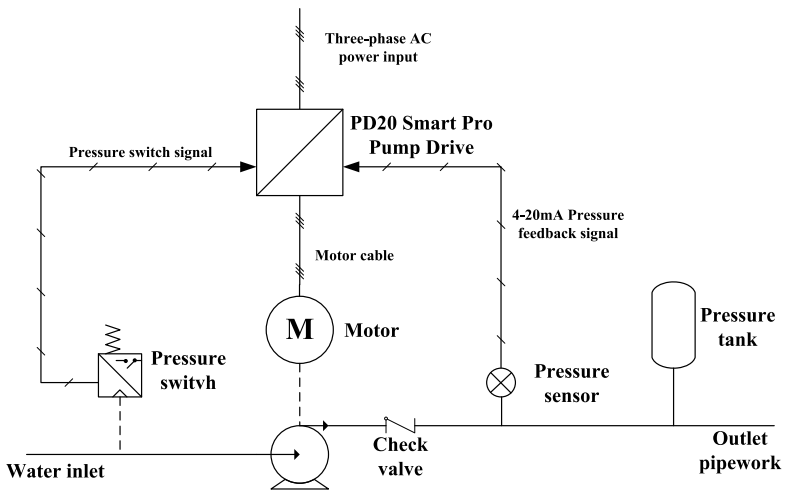 Three-phase AC
power input
PD20 Smart Pro
Pump Drive
Pressure switch signal
4-20mA Pressure
feedback signal
Motor cable
M
Motor
Pressure
switvh
Pressure
tank
Pressure
sensor
Check
valve
Water inlet
Outlet
pipework